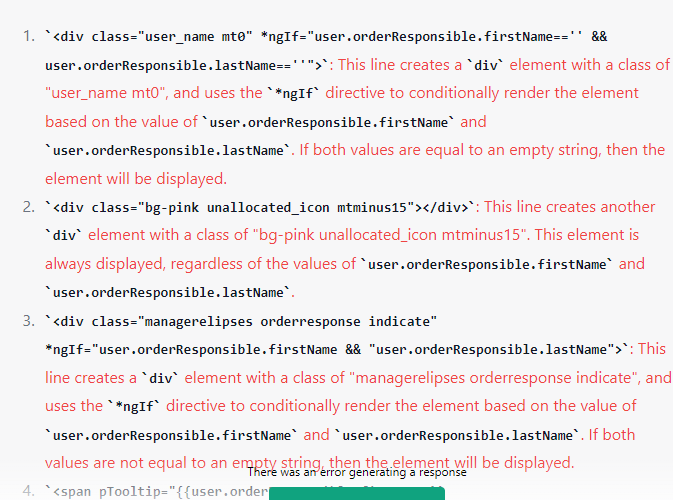 1. `<div class="user_name mt0" *ngIf="user.orderResponsible.firstName=='' &&
user.orderResponsible.lastName==''">`: This line creates a `div` element with a class of
"user_name mt0", and uses the `*ngIf` directive to conditionally render the element
based on the value of `user.orderResponsible.firstName` and
`user.orderResponsible.lastName`. If both values are equal to an empty string, then the
element will be displayed.
2. `<div class="bg-pink unallocated_icon mtminus15"></div>`: This line creates another
`div` element with a class of "bg-pink unallocated_icon mtminus15". This element is
always displayed, regardless of the values of `user.orderResponsible.firstName` and
`user.orderResponsible.lastName`.
3. `<div class="managerelipses orderresponse indicate"
*ngIf="user.orderResponsible.firstName && "user.orderResponsible.lastName">`: This
line creates a `div` element with a class of "managerelipses orderresponse indicate", and
uses the `*ngIf` directive to conditionally render the element based on the value of
`user.orderResponsible.firstName` and `user.orderResponsible.lastName`. If both
values are not equal to an empty string, then the element will be displayed.
There was an error generating a response
4. `<span pTooltip="{{user.order